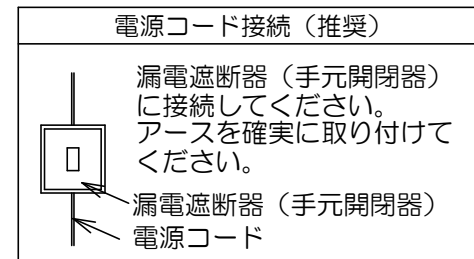 電源コード接続（推奨）
漏電遮断器（手元開閉器）
に接続してください。
アースを確実に取り付けて
ください。
漏電遮断器（手元開閉器）
電源コード